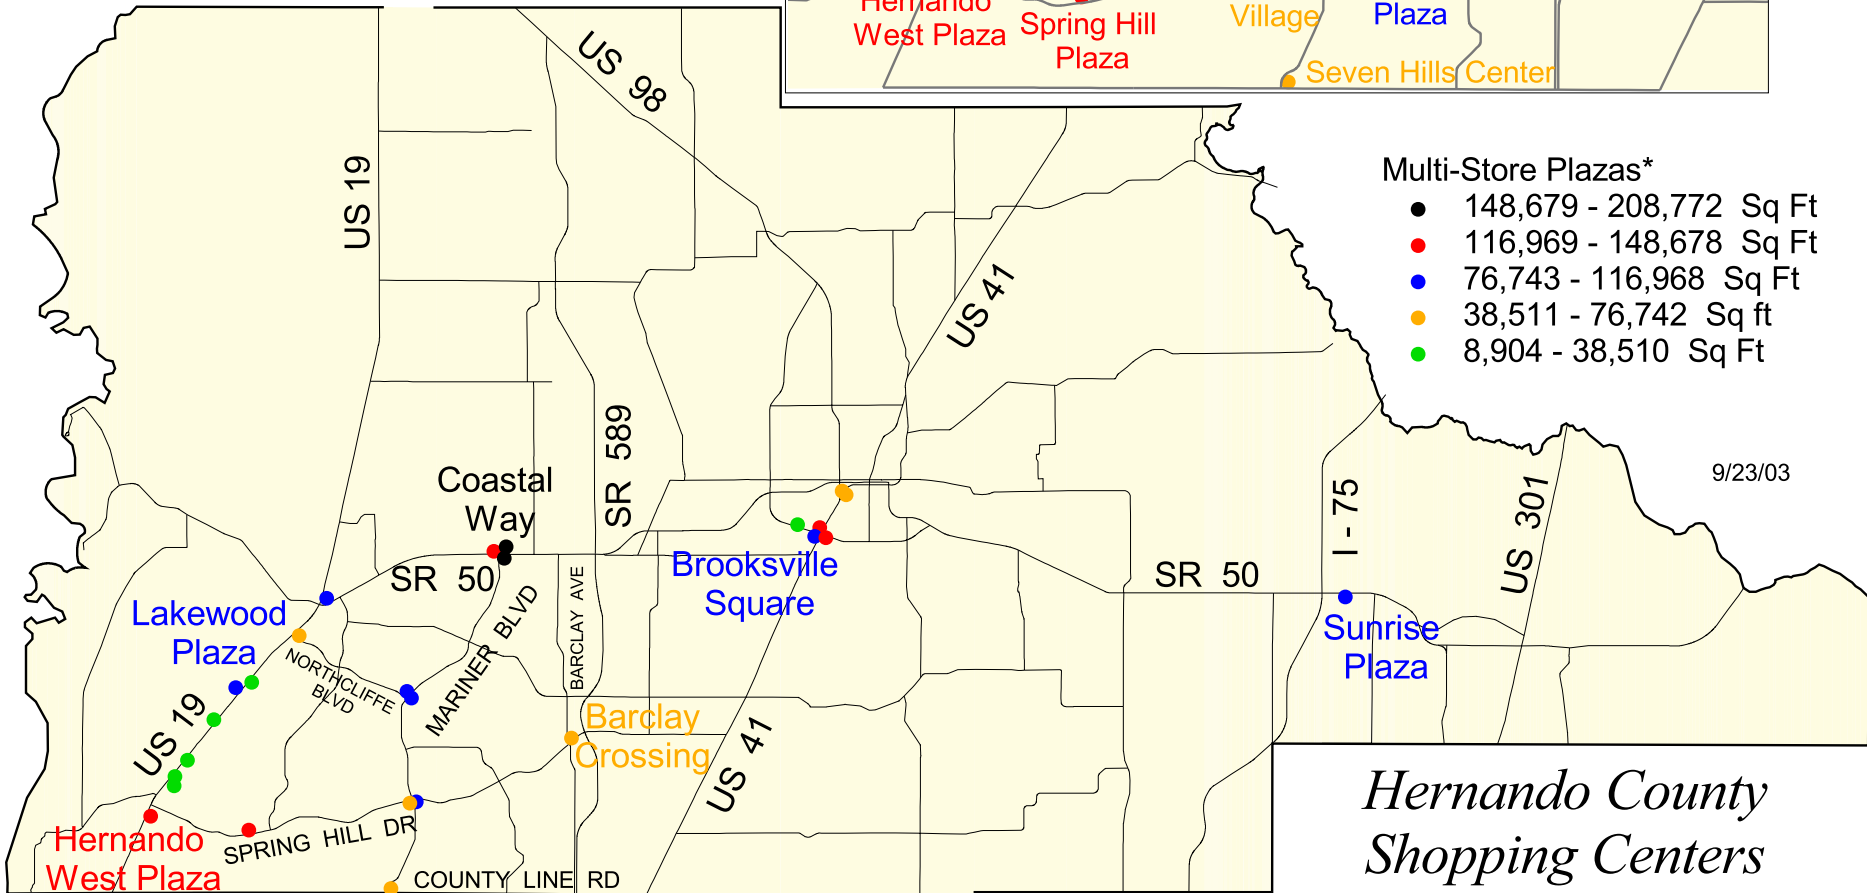 Hernando
West Plaza
Spring Hill
Plaza
Village
Plaza
Seven Hills Center
US 98
US 19
Multi-Store Plazas*
148,679 - 208,772 Sq Ft
116,969 - 148,678 Sq Ft
76,743 - 116,968 Sq Ft
38,511 - 76,742 Sq ft
8,904 - 38,510 Sq Ft
US 41
9/23/03
SR 589
Coastal
Way
I - 75
US 301
SR 50
Brooksville
Square
SR 50
Lakewood
Plaza
MARINER BLVD
BARCLAY AVE
Sunrise
Plaza
NORTHCLIFFE
BLVD
US 19
Barclay
Crossing
US 41
Hernando
West Plaza
SPRING HILL DR
COUNTY LINE RD
Hernando County
Shopping Centers